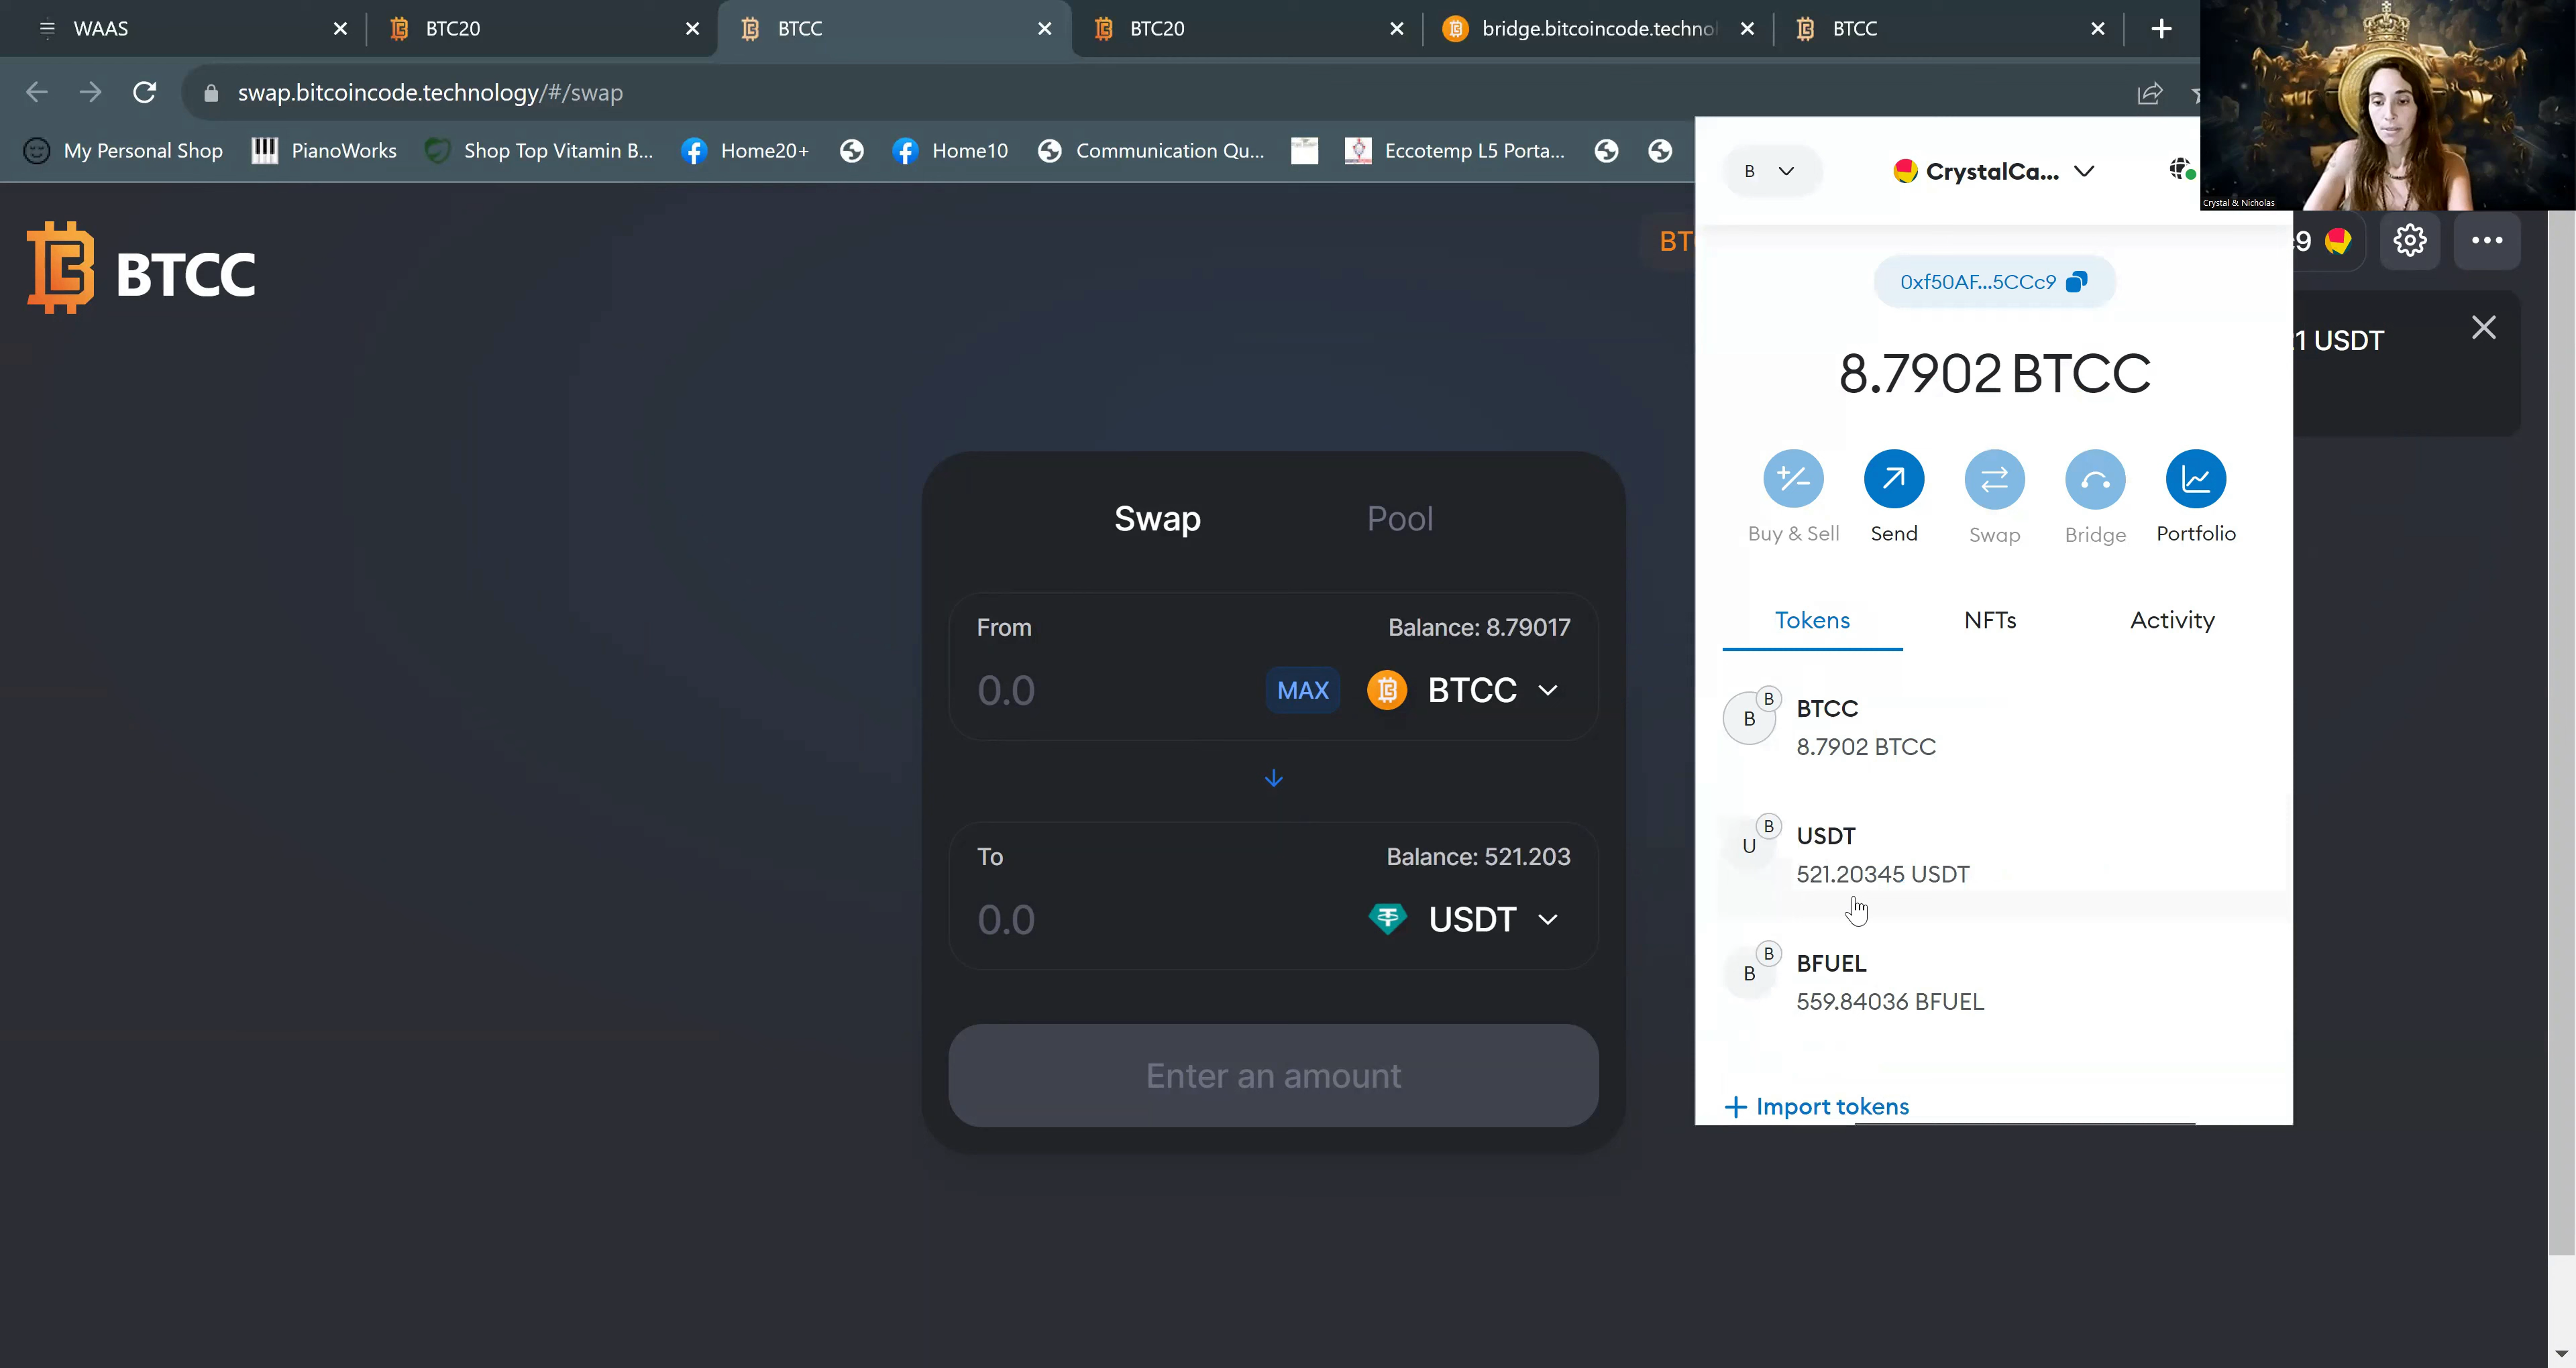 WAAS
BTC20
BTCC
BTC20
bridge.bitcoincode.techno
BTCC
swap.bitcoincode.technology/#/swap
My Personal Shop
PianoWorks
Shop Top Vitamin B...
Home20+
Home10
Communication Qu...
Eccotemp L5 Porta...
Crystal & Nicholas
BTCC
BT
9
1 USDT
Swap
Pool
From
Balance: 8.79017
0.0
MAX
BTCC
To
Balance: 521.203
0.0
USDT
Enter an amount
B
CrystalCa...
0xf50AF...5CCc9
8.7902 BTCC
Buy & Sell
Send
Swap
Bridge
Portfolio
Tokens
NFTs
Activity
B
B
BTCC
8.7902 BTCC
U
B
USDT
521.20345 USDT
B
B
BFUEL
559.84036 BFUEL
+ Import tokens